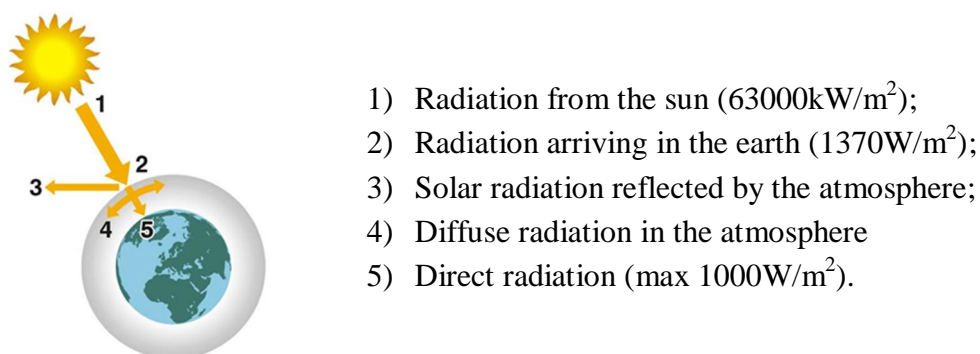 1
2
3
4
5
1) Radiation from the sun (63000kW/m²);
2) Radiation arriving in the earth (1370W/m²);
3) Solar radiation reflected by the atmosphere;
4) Diffuse radiation in the atmosphere
5) Direct radiation (max 1000W/m²).